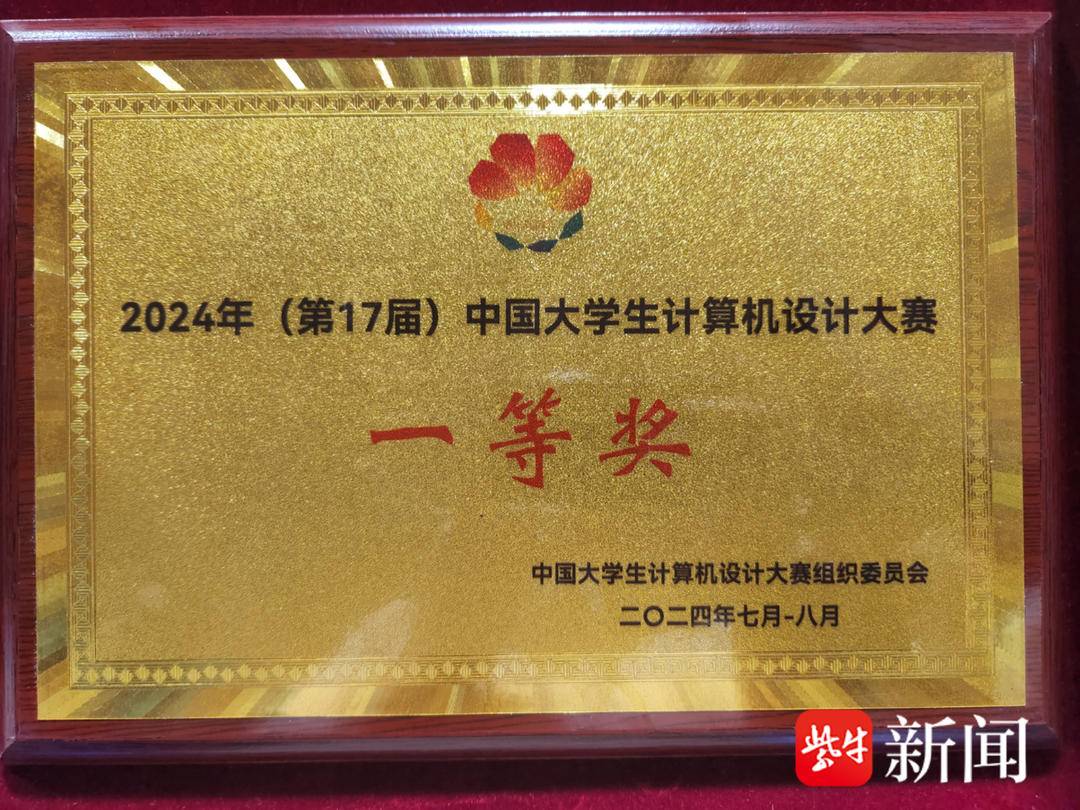 2024年（第17届）中国大学生计算机设计大赛
一等奖
中国大学生计算机设计大赛组织委员会
二〇二四年七月-八月
紫牛新闻